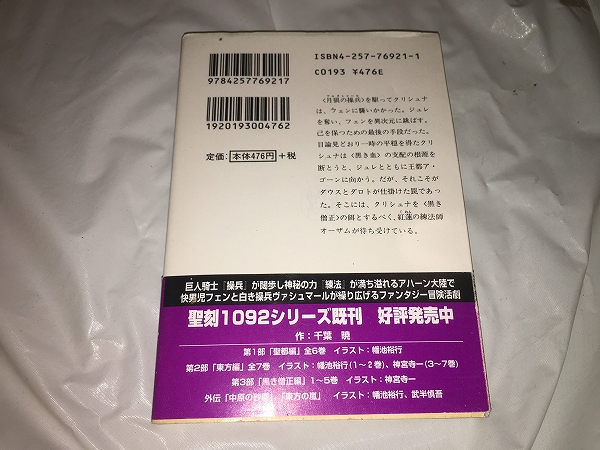 ISBN4-257-76921-1
C0193 ¥476E
9784257769217
1920193004762
定価:本体476円+税
〈月狼の操兵〉を駆ってクリシュナ
は、ウェンに襲いかかった。ジュレ
を奪い、フェンを異次元に跳ばす。
己を保つための最後の手段だった。
目論見どおり一時の平穏を得たクリ
シュナは〈黒き血〉の支配の根源を
断とうと、ジュレとともに王都ア・
ゴーンに向かう。だが、それこそが
ダウスとダロトが仕掛けた罠であっ
た。そこには、クリシュナを〈黒き
僧正〉の餌とするべく、紅蓮の練法師
オーザムが待ち受けている。
巨人騎士『操兵』が闊歩し神秘の力『練法』が満ち溢れるアハーン大陸で
快男児フェンと白き操兵ヴァシュマールが繰り広げるファンタジー冒険活劇
聖刻1092シリーズ既刊 好評発売中
作:千葉 暁
第1部「聖都編」全6巻 イラスト:幡池裕行
第2部「東方編」全7巻 イラスト:幡池裕行(1~2巻)、神宮寺一(3~7巻)
第3部「黒き僧正編」1~5巻 イラスト:神宮寺一
外伝「中原の砂塵」「東方の嵐」 イラスト:幡池裕行、武半慎吾